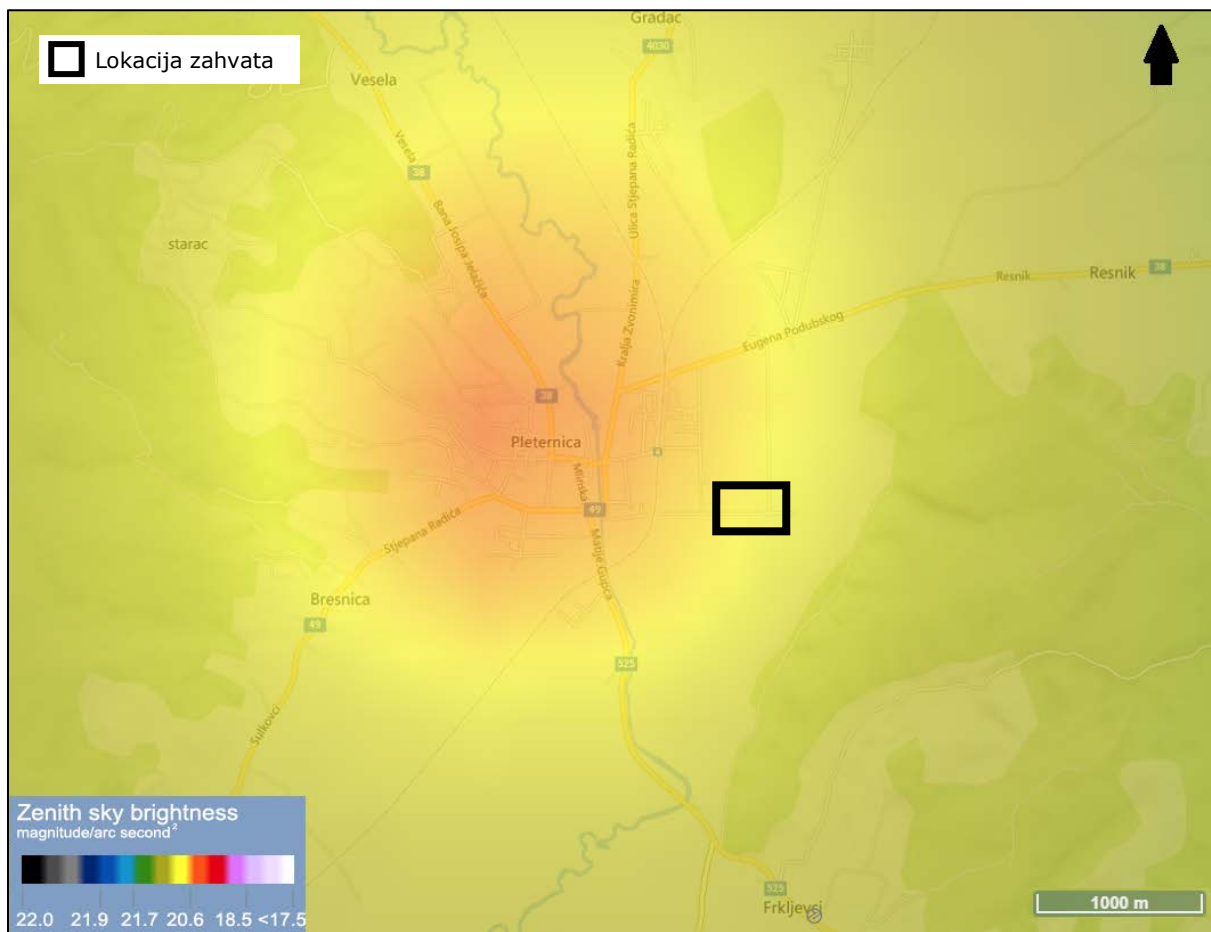 Lokacija zahvata
Gradac
4030
Vesela
Vesela
38
Ulica Stjepana Radića
Bana Josipa Jelačića
starac
Resnik
Resnik
38
Kralja Zvonimira
Eugena Podubskog
38
Pleternica
Mlinska
49
Stjepana Radića
Matije Gupca
Bresnica
49
525
Sulkovci
Zenith sky brightness
magnitude/arc second²
22.0 21.9 21.7 20.6 18.5 <17.5
525
Frkljevci
1000 m